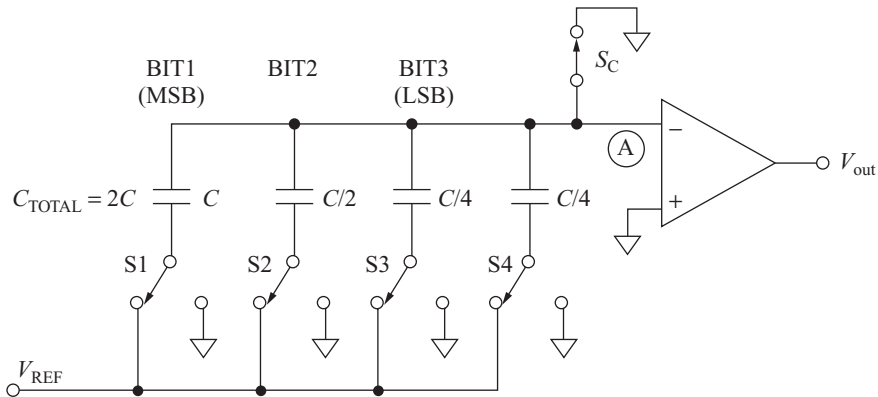 S_C
BIT1 BIT2 BIT3
(MSB) (LSB)
A
−
+
V_out
C_TOTAL = 2C C C/2 C/4 C/4
S1 S2 S3 S4
V_REF